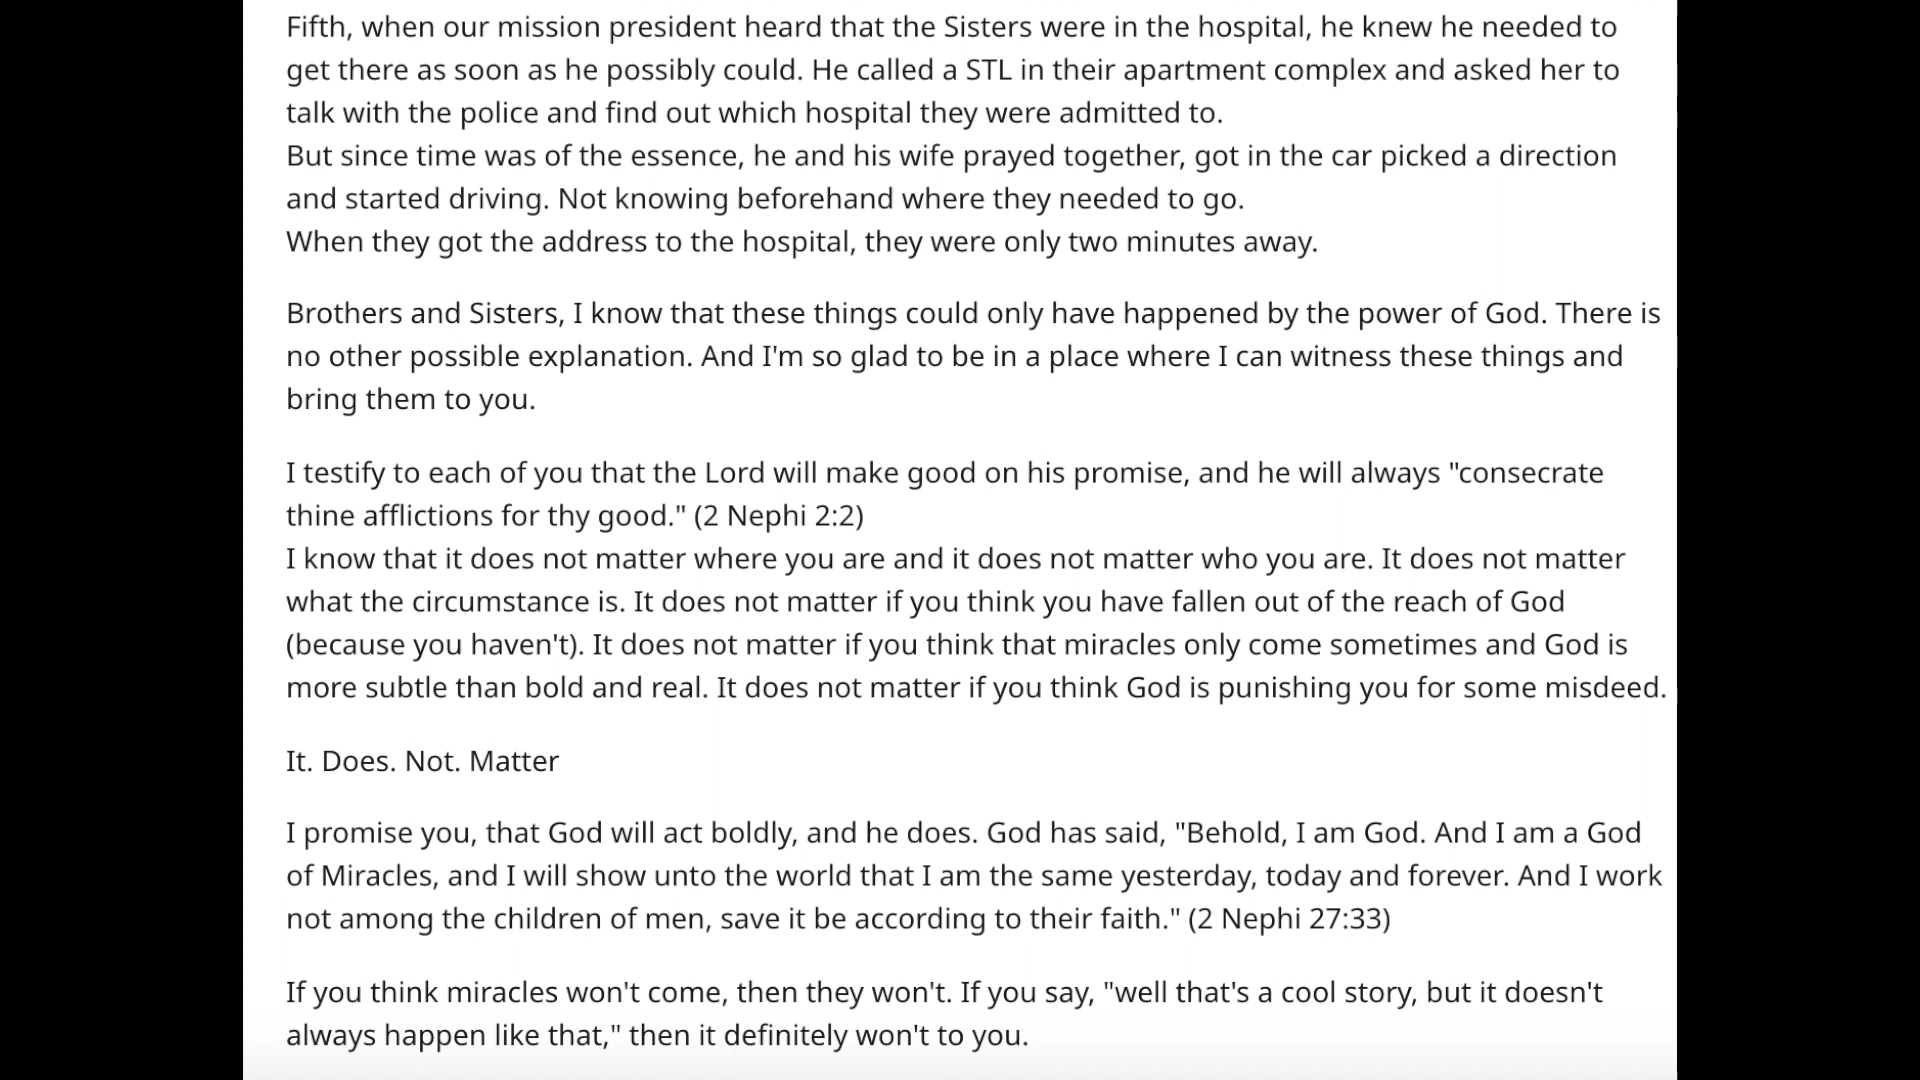 Fifth, when our mission president heard that the Sisters were in the hospital, he knew he needed to
get there as soon as he possibly could. He called a STL in their apartment complex and asked her to
talk with the police and find out which hospital they were admitted to.
But since time was of the essence, he and his wife prayed together, got in the car picked a direction
and started driving. Not knowing beforehand where they needed to go.
When they got the address to the hospital, they were only two minutes away.
Brothers and Sisters, I know that these things could only have happened by the power of God. There is
no other possible explanation. And I'm so glad to be in a place where I can witness these things and
bring them to you.
I testify to each of you that the Lord will make good on his promise, and he will always "consecrate
thine afflictions for thy good." (2 Nephi 2:2)
I know that it does not matter where you are and it does not matter who you are. It does not matter
what the circumstance is. It does not matter if you think you have fallen out of the reach of God
(because you haven't). It does not matter if you think that miracles only come sometimes and God is
more subtle than bold and real. It does not matter if you think God is punishing you for some misdeed.
It. Does. Not. Matter
I promise you, that God will act boldly, and he does. God has said, "Behold, I am God. And I am a God
of Miracles, and I will show unto the world that I am the same yesterday, today and forever. And I work
not among the children of men, save it be according to their faith." (2 Nephi 27:33)
If you think miracles won't come, then they won't. If you say, "well that's a cool story, but it doesn't
always happen like that," then it definitely won't to you.